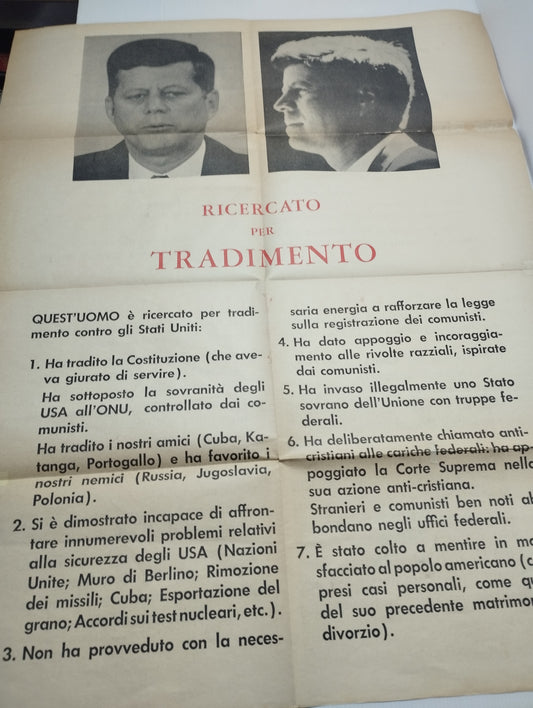 RICERCATO
PER
TRADIMENTO
QUEST'UOMO è ricercato per tradi-
mento contro gli Stati Uniti:
1. Ha tradito la Costituzione (che ave-
va giurato di servire).
Ha sottoposto la sovranità degli
USA all'ONU, controllato dai co-
munisti.
Ha tradito i nostri amici (Cuba, Ka-
tanga, Portogallo) e ha favorito i
nostri nemici (Russia, Jugoslavia,
Polonia).
2. Si è dimostrato incapace di affron-
tare innumerevoli problemi relativi
alla sicurezza degli USA (Nazioni
Unite; Muro di Berlino; Rimozione
dei missili; Cuba; Esportazione del
grano; Accordi sui test nucleari, etc.).
3. Non ha provveduto con la neces-
saria energia a rafforzare la legge
sulla registrazione dei comunisti.
4. Ha dato appoggio e incoraggia-
mento alle rivolte razziali, ispirate
dai comunisti.
5. Ha invaso illegalmente uno Stato
sovrano dell'Unione con truppe fe-
derali.
6. Ha deliberatamente chiamato anti-
cristiani alle cariche federali: ha ap-
poggiato la Corte Suprema nella
sua azione anti-cristiana.
Stranieri e comunisti ben noti ab
bondano negli uffici federali.
7. È stato colto a mentire in mo
sfacciato al popolo americano (c
presi casi personali, come qu
del suo precedente matrimo
divorzio).